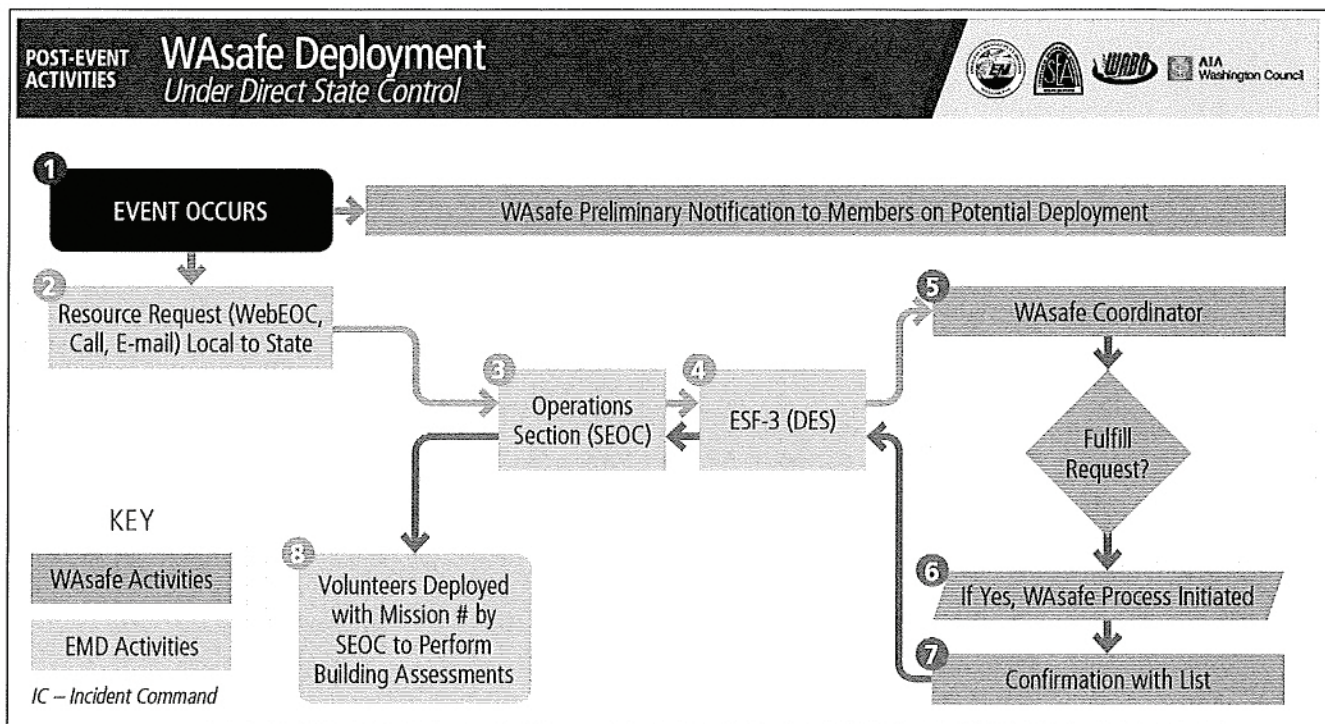 POST-EVENT
ACTIVITIES
WAsafe Deployment
Under Direct State Control
WABO
AIA
Washington Council
1
EVENT OCCURS
WAsafe Preliminary Notification to Members on Potential Deployment
2
Resource Request (WebEOC,
Call, E-mail) Local to State
3
Operations
Section (SEOC)
4
ESF-3 (DES)
5
WAsafe Coordinator
Fulfill
Request?
6
If Yes, WAsafe Process Initiated
7
Confirmation with List
8
Volunteers Deployed
with Mission # by
SEOC to Perform
Building Assessments
KEY
WAsafe Activities
EMD Activities
IC – Incident Command